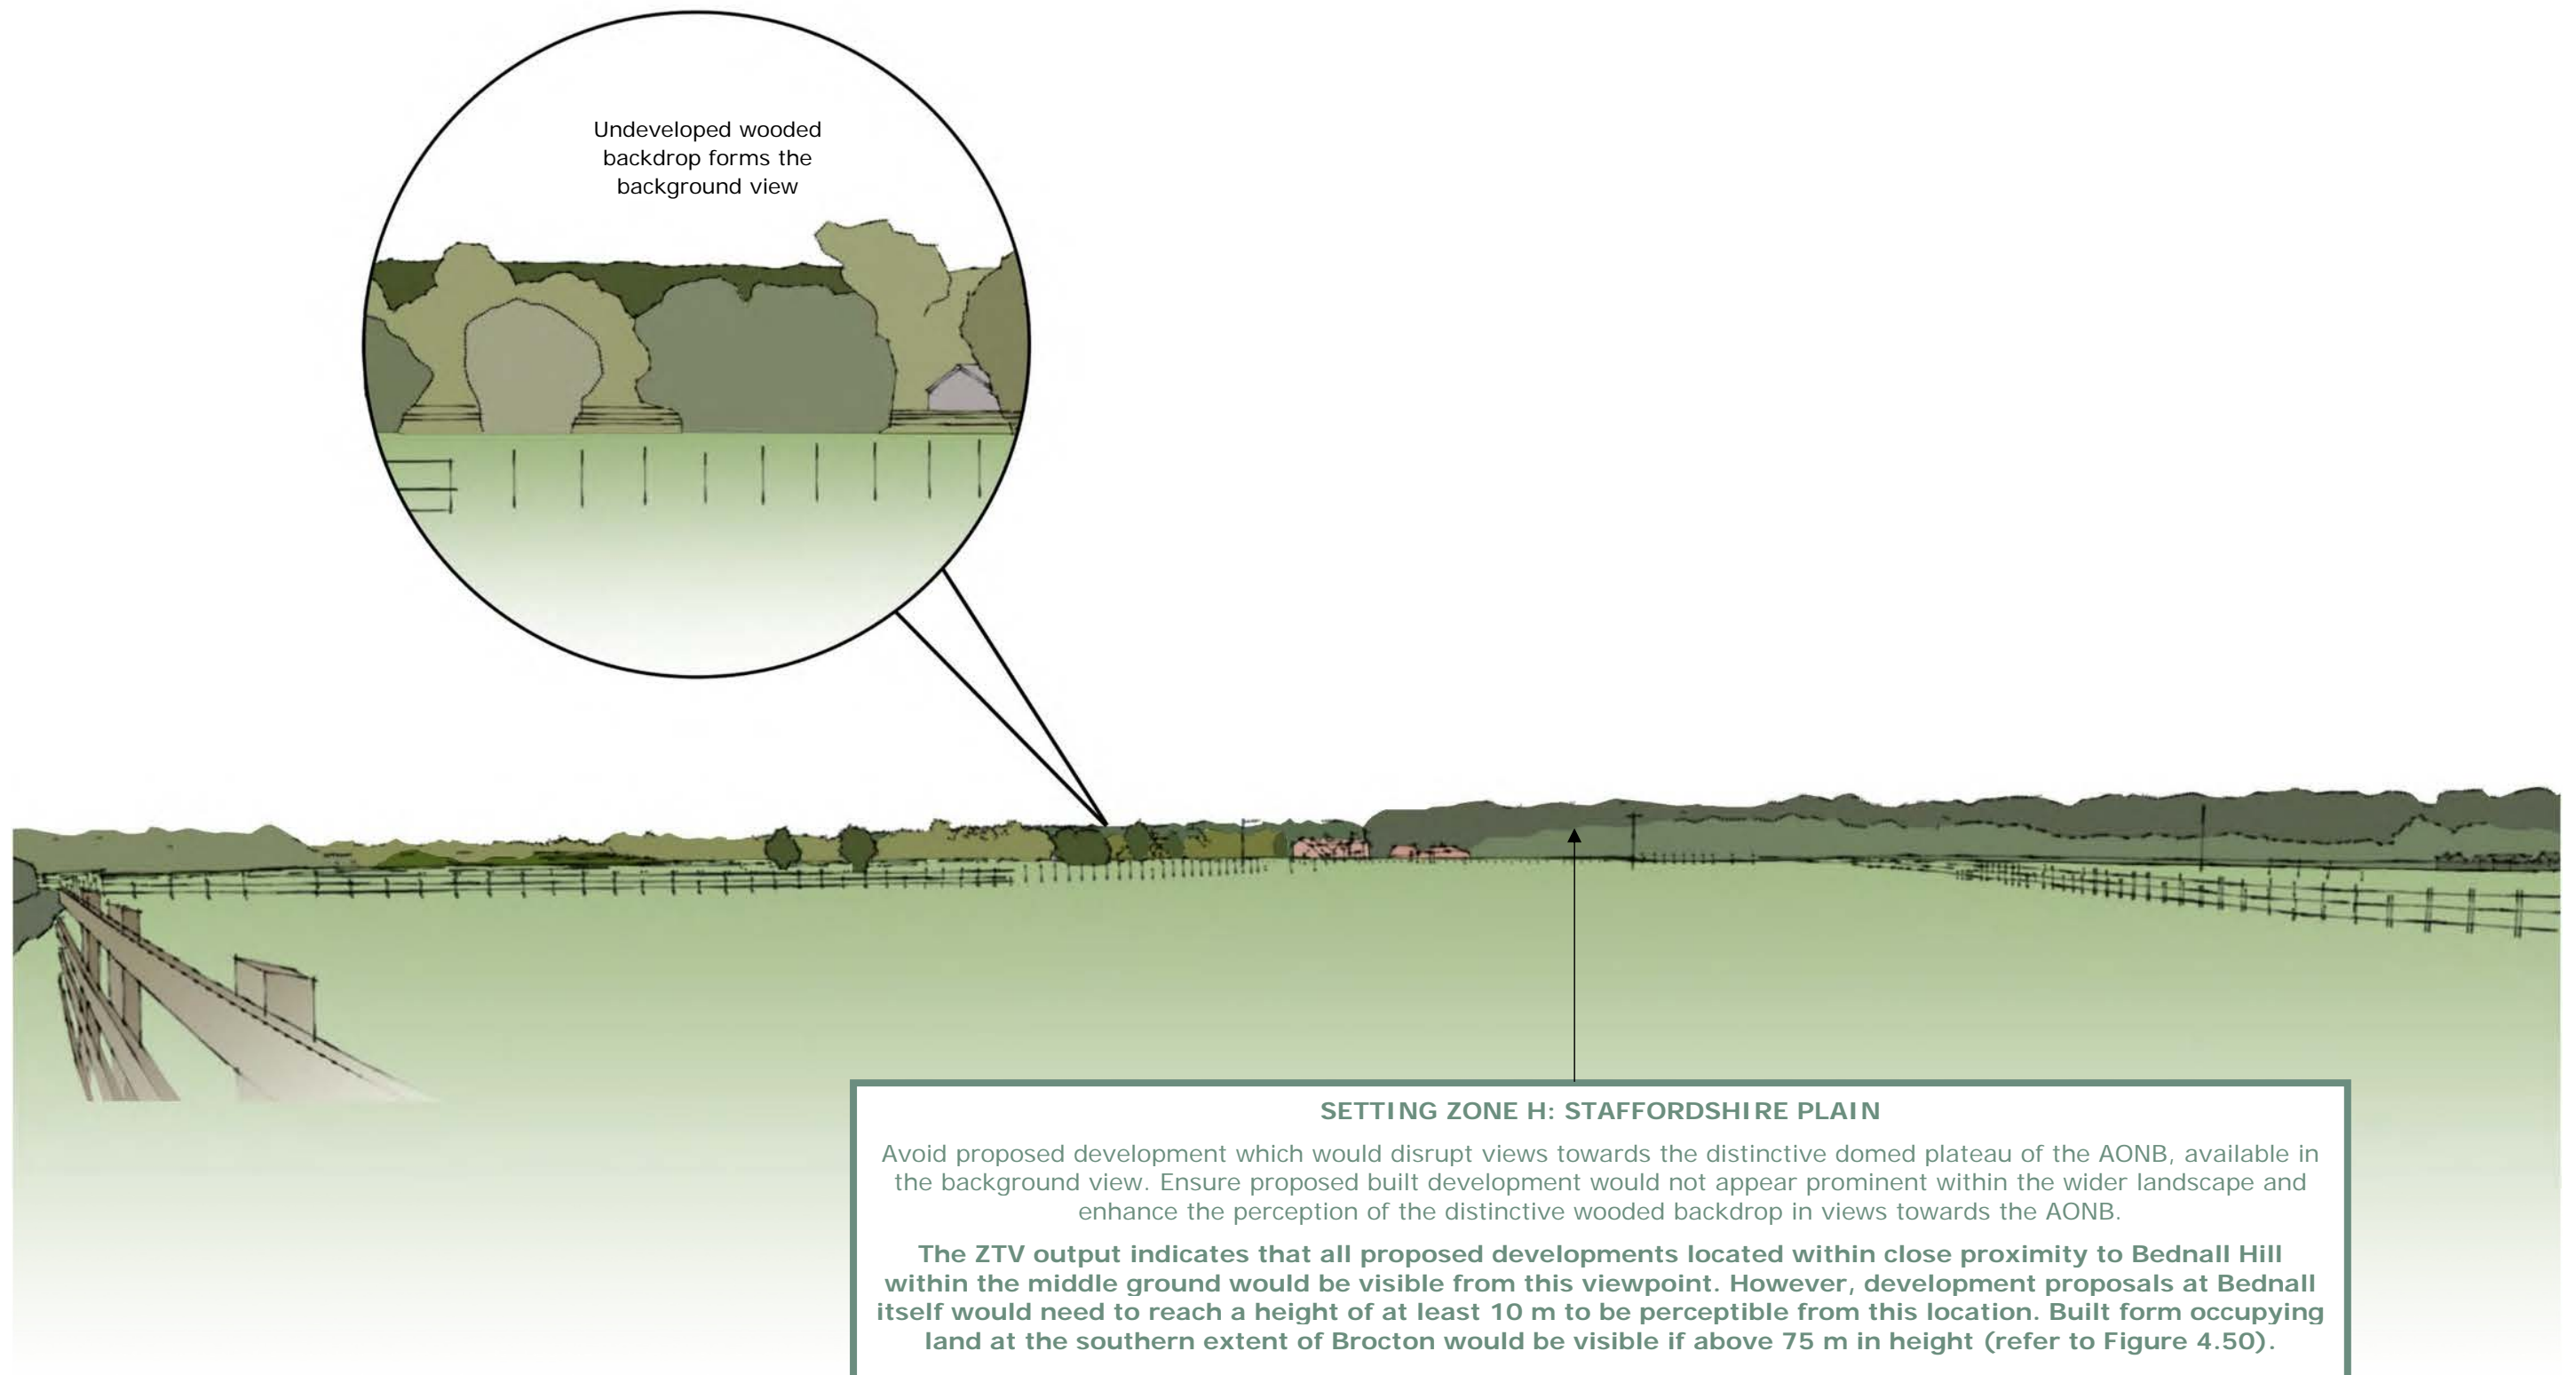 Undeveloped wooded
backdrop forms the
background view
SETTING ZONE H: STAFFORDSHIRE PLAIN
Avoid proposed development which would disrupt views towards the distinctive domed plateau of the AONB, available in
the background view. Ensure proposed built development would not appear prominent within the wider landscape and
enhance the perception of the distinctive wooded backdrop in views towards the AONB.
The ZTV output indicates that all proposed developments located within close proximity to Bednall Hill
within the middle ground would be visible from this viewpoint. However, development proposals at Bednall
itself would need to reach a height of at least 10 m to be perceptible from this location. Built form occupying
land at the southern extent of Brocton would be visible if above 75 m in height (refer to Figure 4.50).